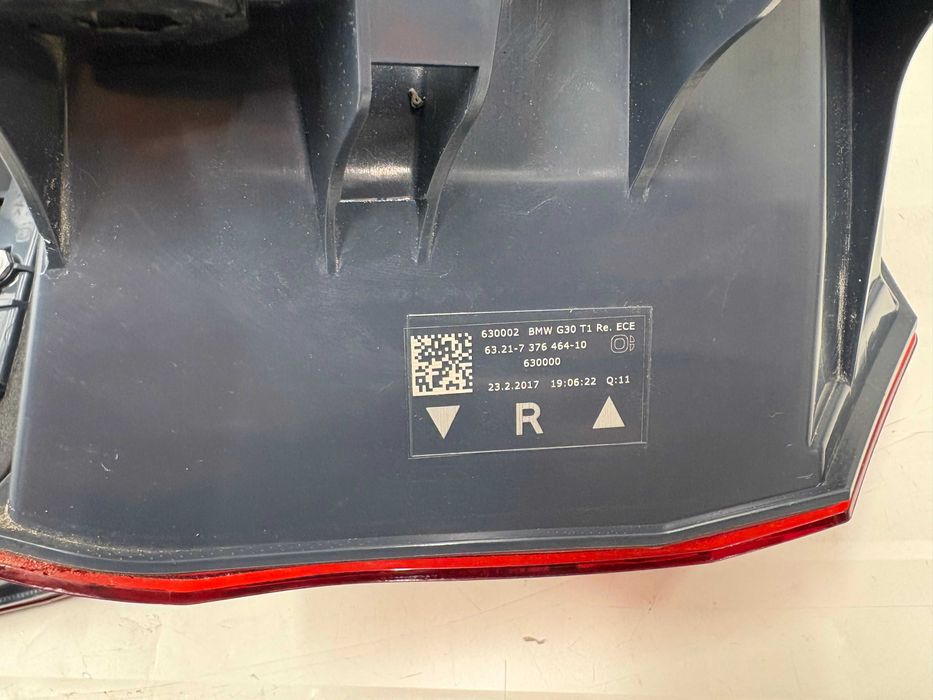 630002 BMW G30 T1 Re. ECE
63.21-7 376 464-10
630000
23.2.2017 19:06:22 Q:11
R